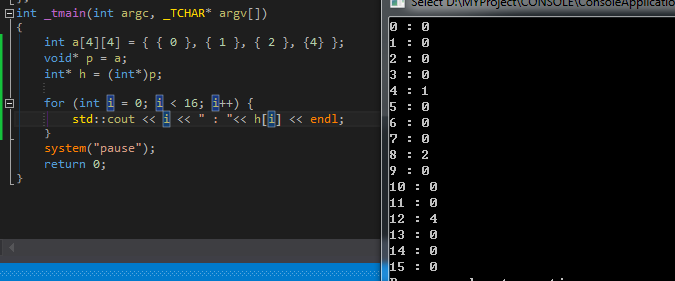 int _tmain(int argc, _TCHAR* argv[])
{
int a[4][4] = { { 0 }, { 1 }, { 2 }, {4} };
void* p = a;
int* h = (int*)p;
for (int i = 0; i < 16; i++) {
std::cout << i << " : "<< h[i] << endl;
}
system("pause");
return 0;
}
Select D:\MYProject\CONSOLE\ConsoleApplication
0 : 0
1 : 0
2 : 0
3 : 0
4 : 1
5 : 0
6 : 0
7 : 0
8 : 2
9 : 0
10 : 0
11 : 0
12 : 4
13 : 0
14 : 0
15 : 0